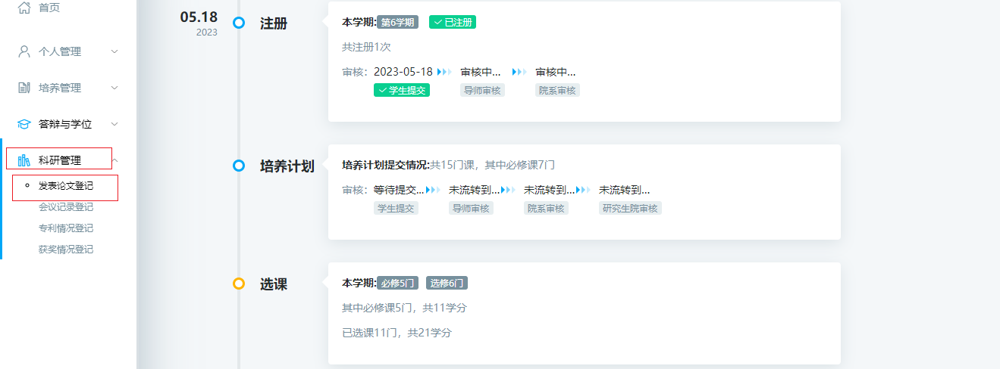 首页
个人管理
培养管理
答辩与学位
科研管理
发表论文登记
会议记录登记
专利情况登记
获奖情况登记
05.18
2023
注册
本学期:第6学期 已注册
共注册1次
审核: 2023-05-18 审核中... 审核中...
学生提交 导师审核 院系审核
培养计划
培养计划提交情况:共15门课，其中必修课7门
审核: 等待提交... 未流转到... 未流转到... 未流转到...
学生提交 导师审核 院系审核 研究生院审核
选课
本学期:必修5门 选修6门
其中必修课5门，共11学分
已选课11门，共21学分